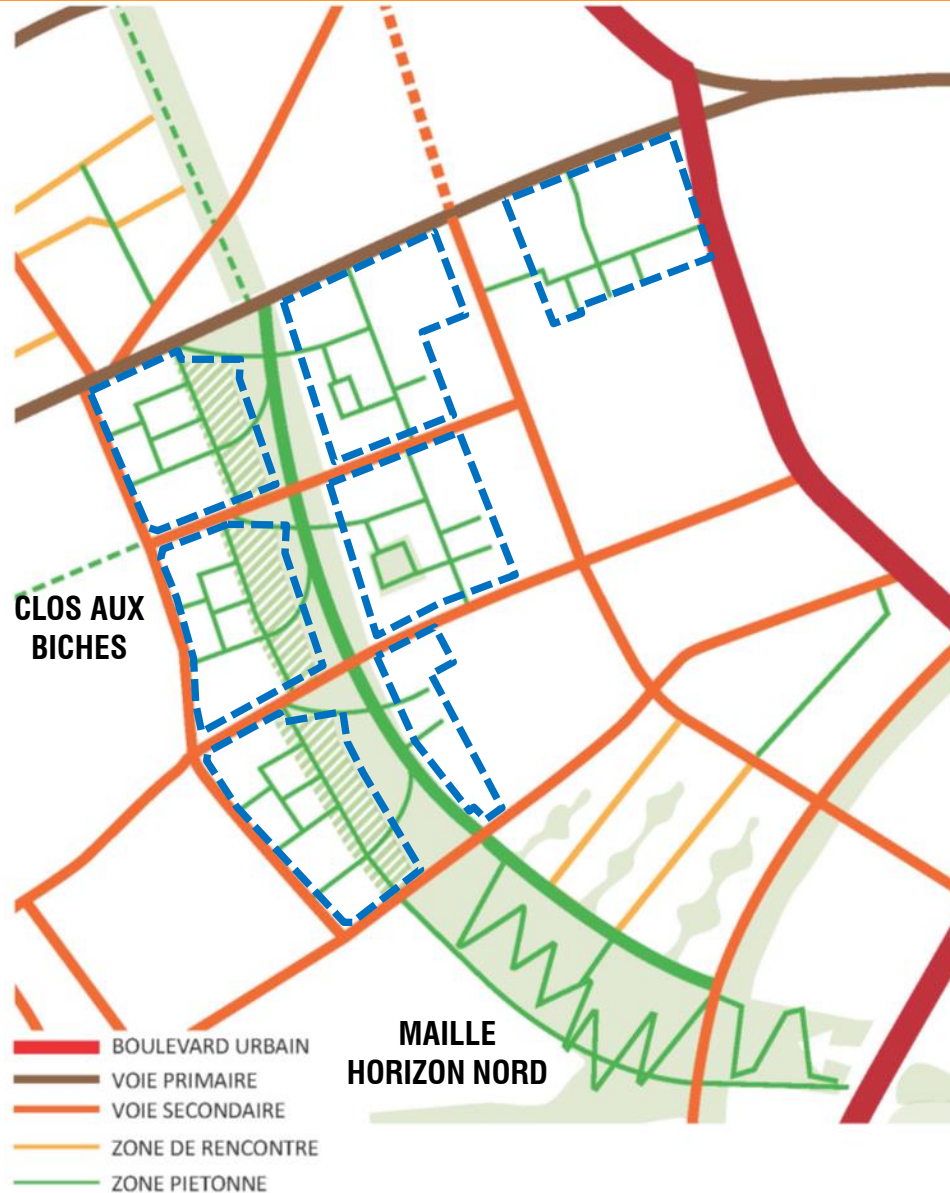 CLOS AUX
BICHES
MAILLE
HORIZON NORD
BOULEVARD URBAIN
VOIE PRIMAIRE
VOIE SECONDAIRE
ZONE DE RENCONTRE
ZONE PIETONNE